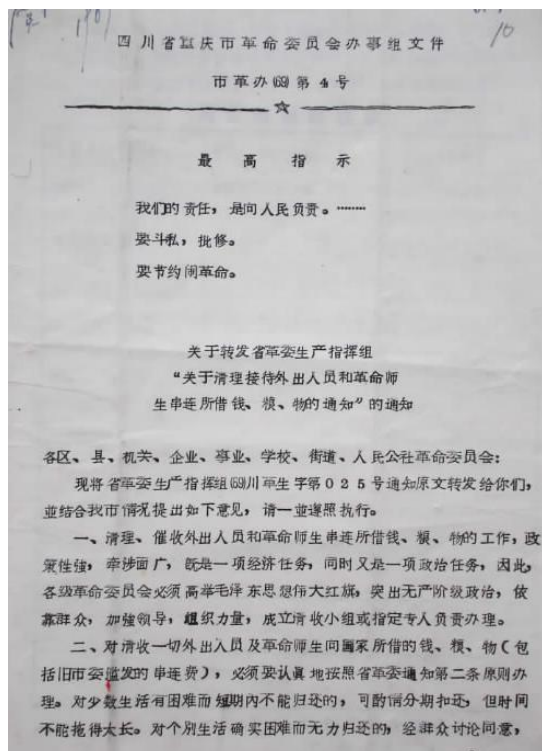 10
四川省重庆市革命委员会办事组文件
市革办(69)第4号
最高指示
我们的责任，是向人民负责。……
要斗私，批修。
要节约闹革命。
关于转发省革委生产指挥组
“关于清理接待外出人员和革命师
生串连所借钱、粮、物的通知”的通知
各区、县、机关、企业、事业、学校、街道、人民公社革命委员会：
现将省革委生产指挥组(69)川革生字第025号通知原文转发给你们，
並结合我市情况提出如下意见，请一並遵照执行。
一、清理、催收外出人员和革命师生串连所借钱、粮、物的工作，政
策性強，牵涉面广，既是一项经济任务，同时又是一项政治任务，因此，
各级革命委员会必须高举毛泽东思想伟大红旗，突出无产阶级政治，依
靠群众，加強领导，组织力量，成立清收小组或指定专人负责办理。
二、对清收一切外出人员及革命师生向国家所借的钱、粮、物（包
括旧市委滥发的串连费），必须要认真地按照省革委通知第二条原则办
理。对少数生活有困难而短期內不能归还的，可酌情分期扣还，但时间
不能拖得太长。对个别生活确实困难而无力归还的，经群众讨论同意，